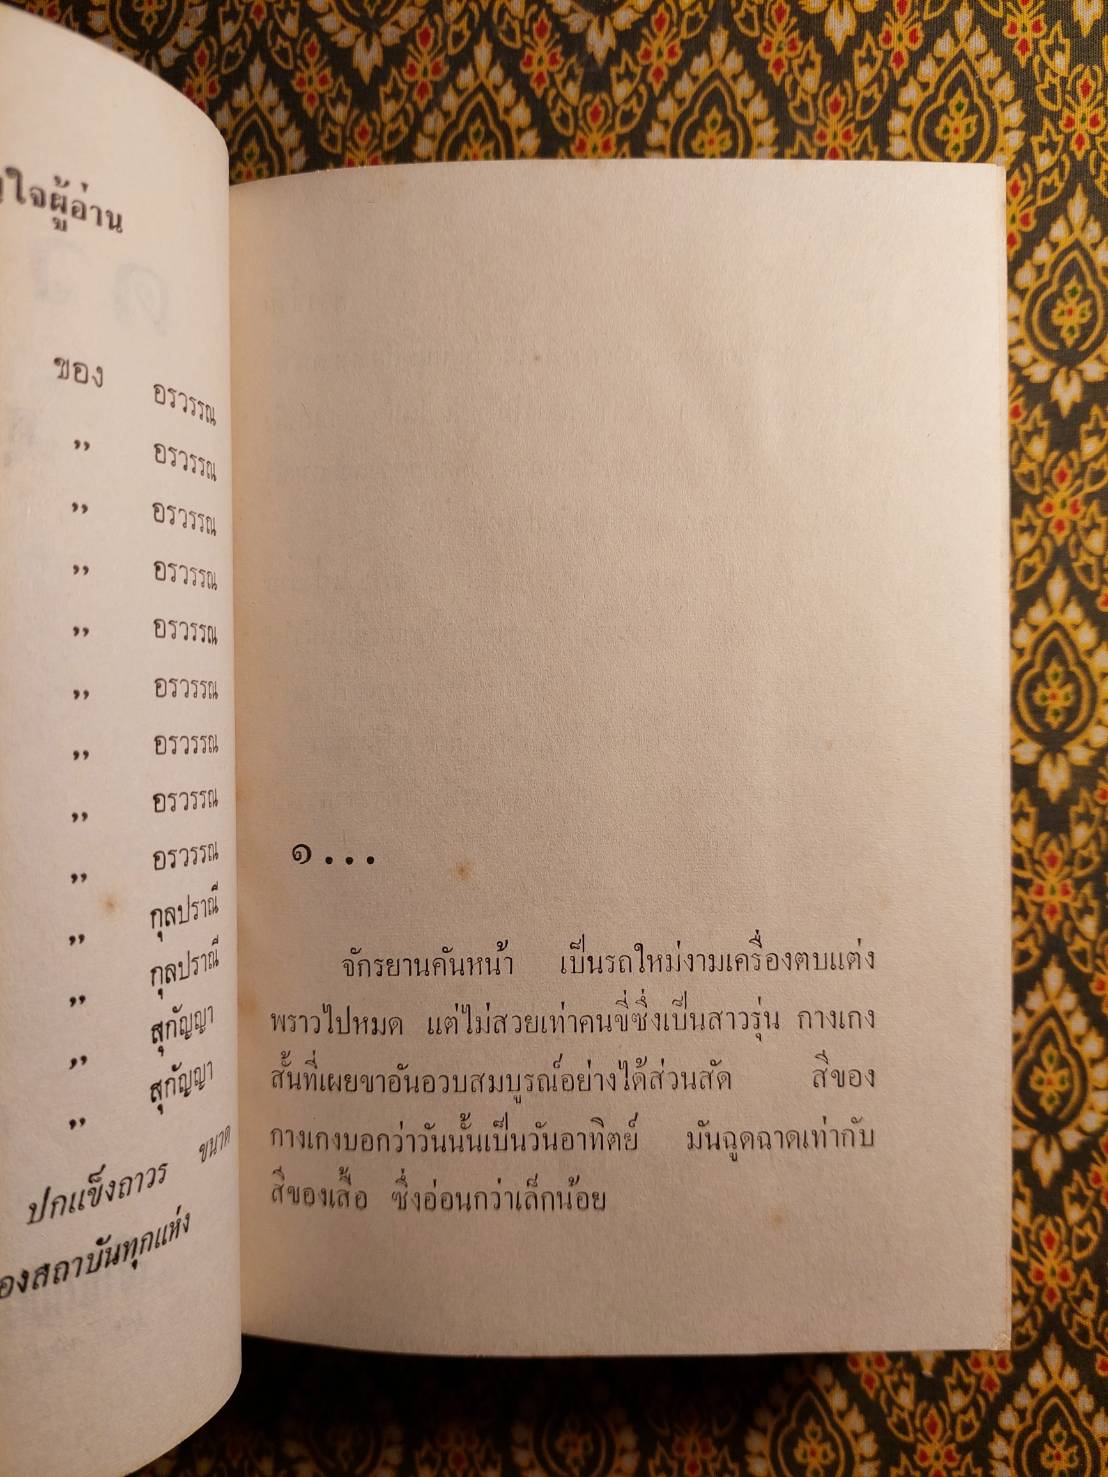 ใจผู้อ่าน
ของ อรวรรณ
,, อรวรรณ
,, อรวรรณ
,, อรวรรณ
,, อรวรรณ
,, อรวรรณ
,, อรวรรณ
,, อรวรรณ
,, อรวรรณ
,, กุลปราณี
,, กุลปราณี
,, สุกัญญา
,, สุกัญญา
ปกแข็งถาวร ขนาด
องสถาบันทุกแห่ง
๑...
จักรยานคันหน้า เป็นรถใหม่งามเครื่องตบแต่ง
พราวไปหมด แต่ไม่สวยเท่าคนขี่ซึ่งเป็นสาวรุ่น กางเกง
สั้นที่เผยขาอันอวบสมบูรณ์อย่างได้ส่วนสัด สีของ
กางเกงบอกว่าวันนั้นเป็นวันอาทิตย์ มันฉูดฉาดเท่ากับ
สีของเสื้อ ซึ่งอ่อนกว่าเล็กน้อย